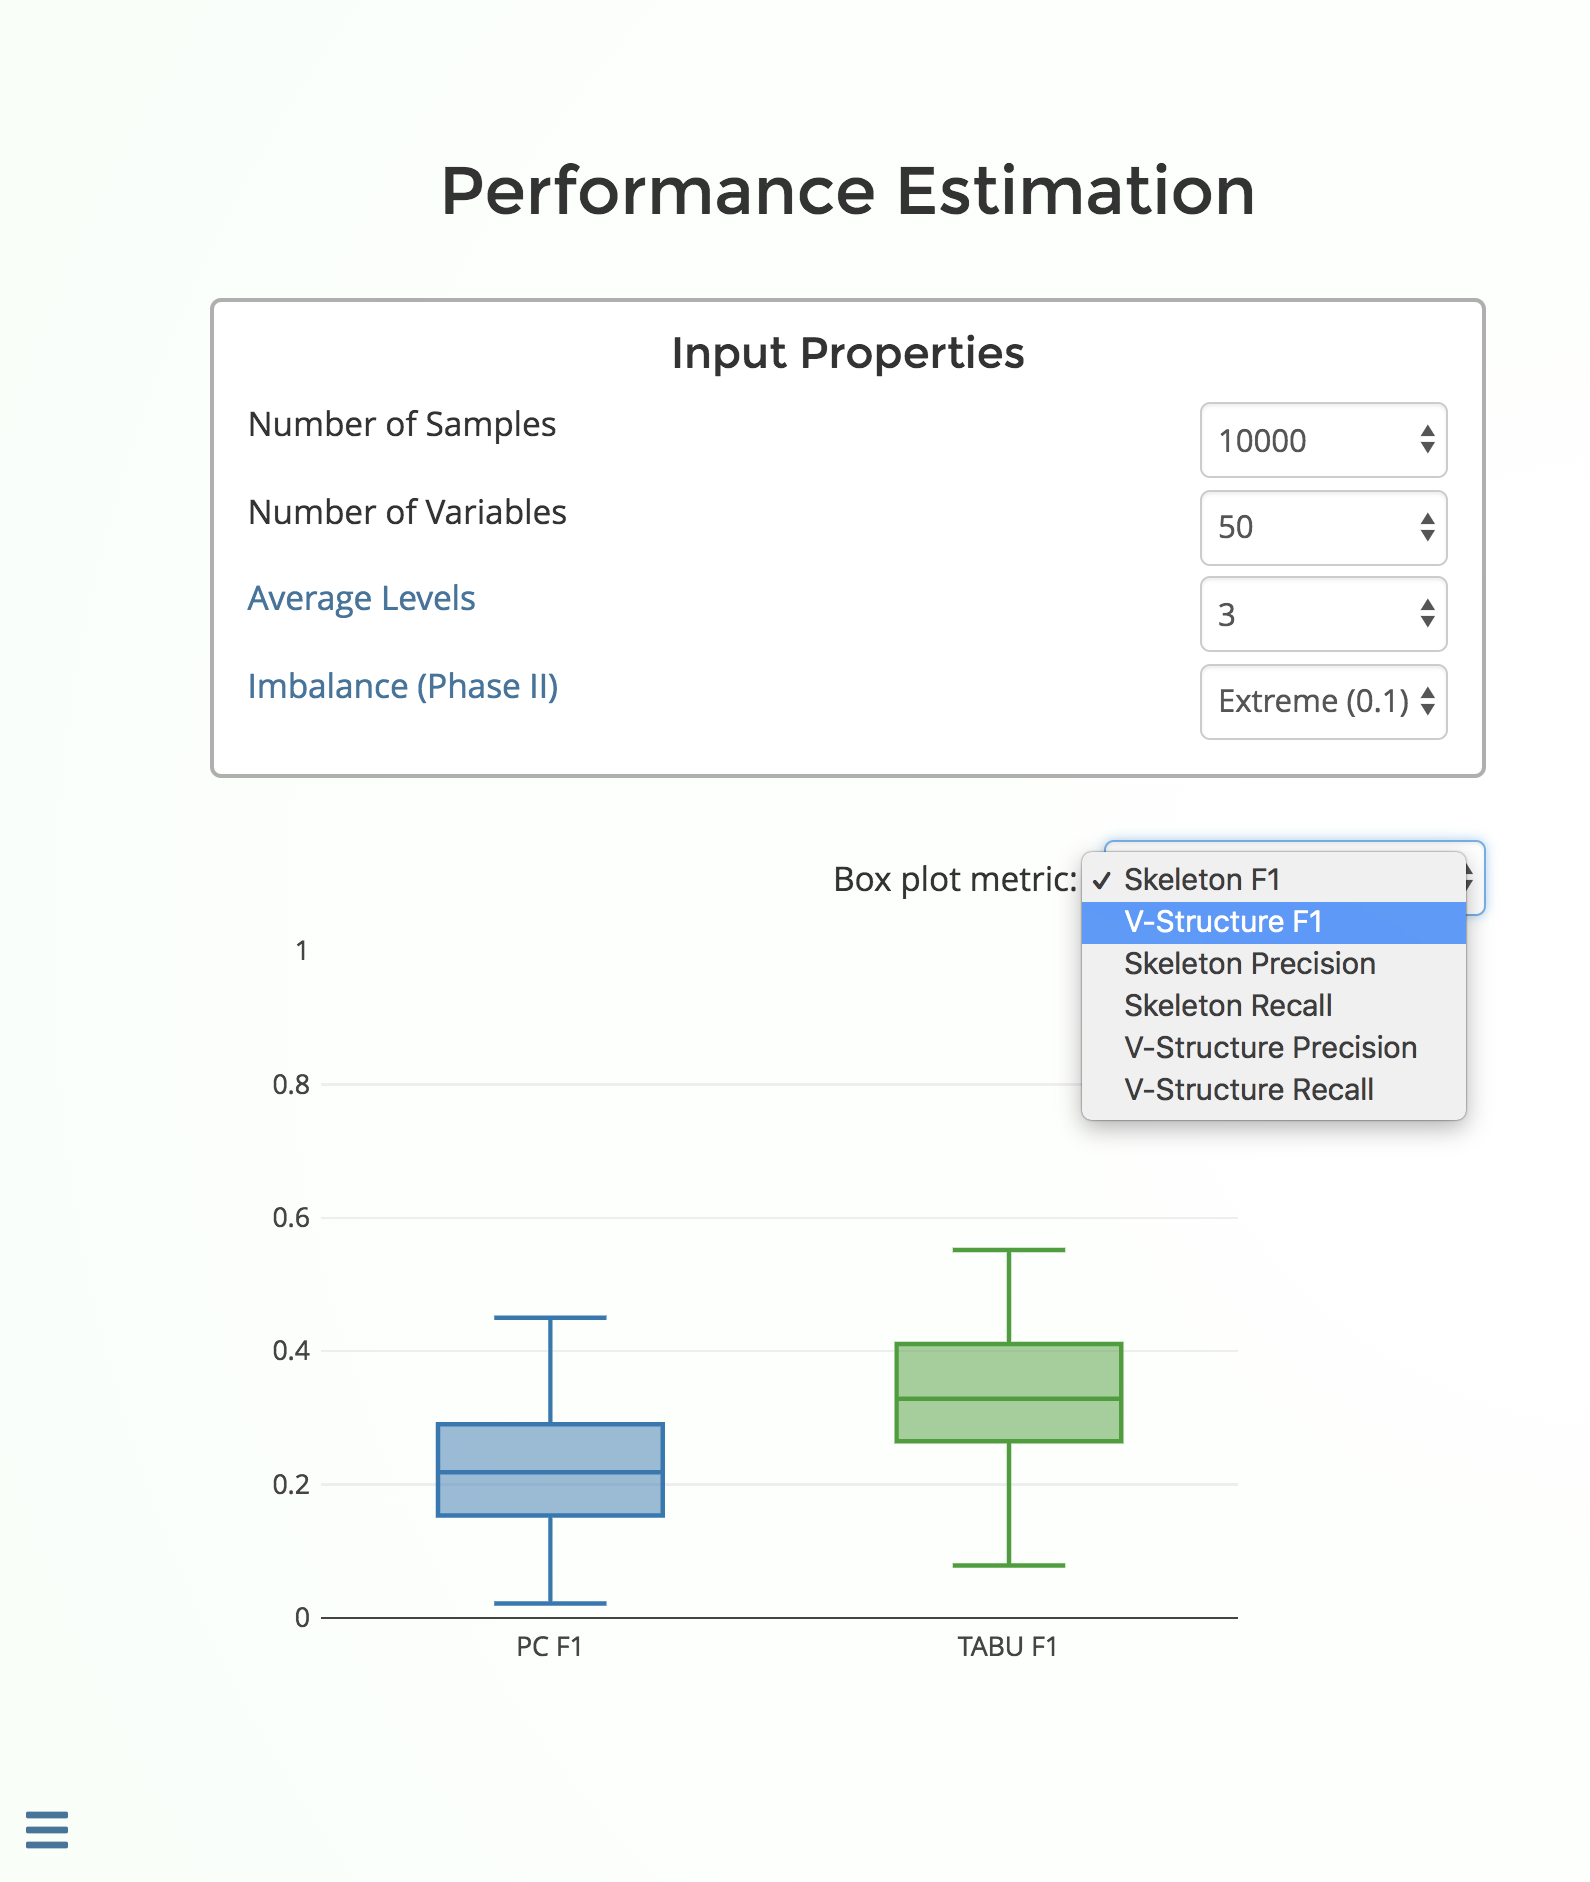 Performance Estimation
Input Properties
Number of Samples
10000
Number of Variables
50
Average Levels
3
Imbalance (Phase II)
Extreme (0.1)
Box plot metric:
✓ Skeleton F1
V-Structure F1
Skeleton Precision
Skeleton Recall
V-Structure Precision
V-Structure Recall
1
0.8
0.6
0.4
0.2
0
PC F1
TABU F1